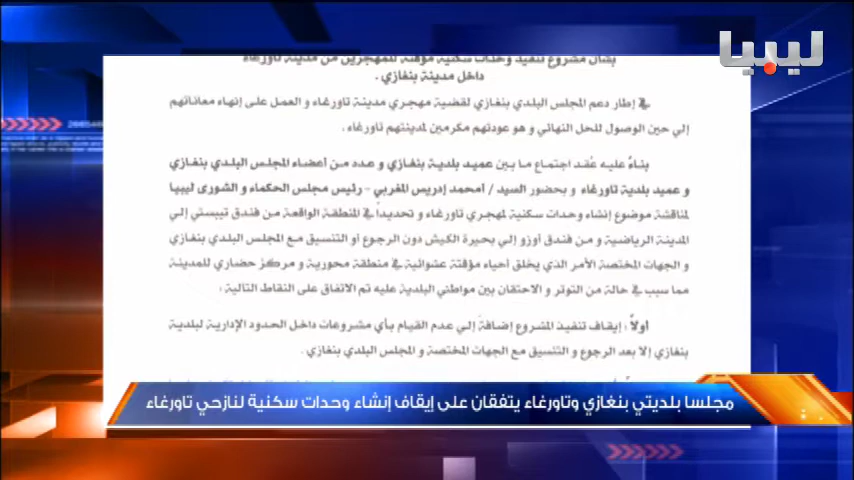 ليبيا
بشأن مشروع تنفيذ وحدات سكنية مؤقتة للمهجرين من مدينة تاورغاء
داخل مدينة بنغازي .
في إطار دعم المجلس البلدي بنغازي لقضية مهجري مدينة تاورغاء و العمل على إنهاء معاناتهم
إلي حين الوصول للحل النهائي و هو عودتهم مكرمين لمدينتهم تاورغاء .
بناءً عليه عُقد اجتماع ما بين عميد بلدية بنغازي و عدد من أعضاء المجلس البلدي بنغازي
و عميد بلدية تاورغاء و بحضور السيد / أمحمد إدريس المغربي - رئيس مجلس الحكماء و الشورى ليبيا
لمناقشة موضوع إنشاء وحدات سكنية لمهجري تاورغاء و تحديداً في المنطقة الواقعة من فندق تيبستي إلي
المدينة الرياضية و من فندق أوزو إلي بحيرة الكيش دون الرجوع أو التنسيق مع المجلس البلدي بنغازي
و الجهات المختصة الأمر الذي يخلق أحياء مؤقتة عشوائية في منطقة محورية و مركز حضاري للمدينة
مما سبب في حالة من التوتر و الاحتقان بين مواطني البلدية عليه تم الاتفاق على النقاط التالية :
أولاً : إيقاف تنفيذ المشروع إضافة إلي عدم القيام بأي مشروعات داخل الحدود الإدارية لبلدية
بنغازي إلا بعد الرجوع و التنسيق مع الجهات المختصة و المجلس البلدي بنغازي .
مجلسا بلديتي بنغازي وتاورغاء يتفقان على إيقاف إنشاء وحدات سكنية لنازحي تاورغاء